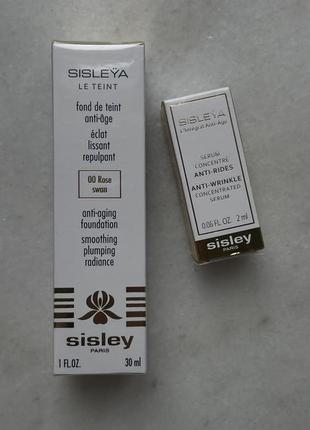 SISLEŸA
LE TEINT
fond de teint
anti-âge
éclat
lissant
repulpant
00 Rose
swan
anti-aging
foundation
smoothing
plumping
radiance
sisley
PARIS
1 FL.OZ. 30 ml
SISLEŸA
L'Intégral Anti-Âge
SERUM
CONCENTRÉ
ANTI-RIDES
ANTI-WRINKLE
CONCENTRATED
SERUM
0.06 FL. OZ. 2 ml
sisley
PARIS